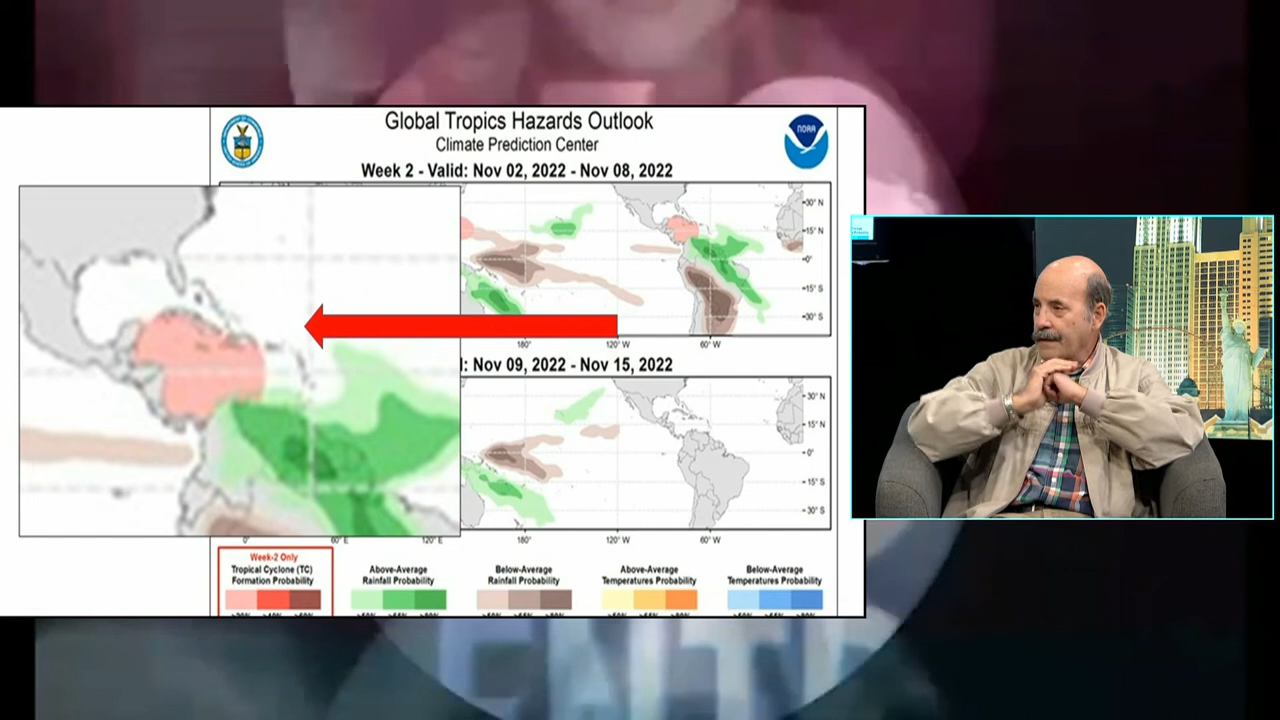 Global Tropics Hazards Outlook
Climate Prediction Center
NOAA
Week 2 - Valid: Nov 02, 2022 - Nov 08, 2022
30° N
15° N
0°
15° S
30° S
180°
120° W
60° W
Nov 09, 2022 - Nov 15, 2022
30° N
15° N
0°
15° S
30° S
0°
60° E
120° E
180°
120° W
60° W
Week-2 Only
Tropical Cyclone (TC)
Formation Probability
Above-Average
Rainfall Probability
Below-Average
Rainfall Probability
Above-Average
Temperatures Probability
Below-Average
Temperatures Probability